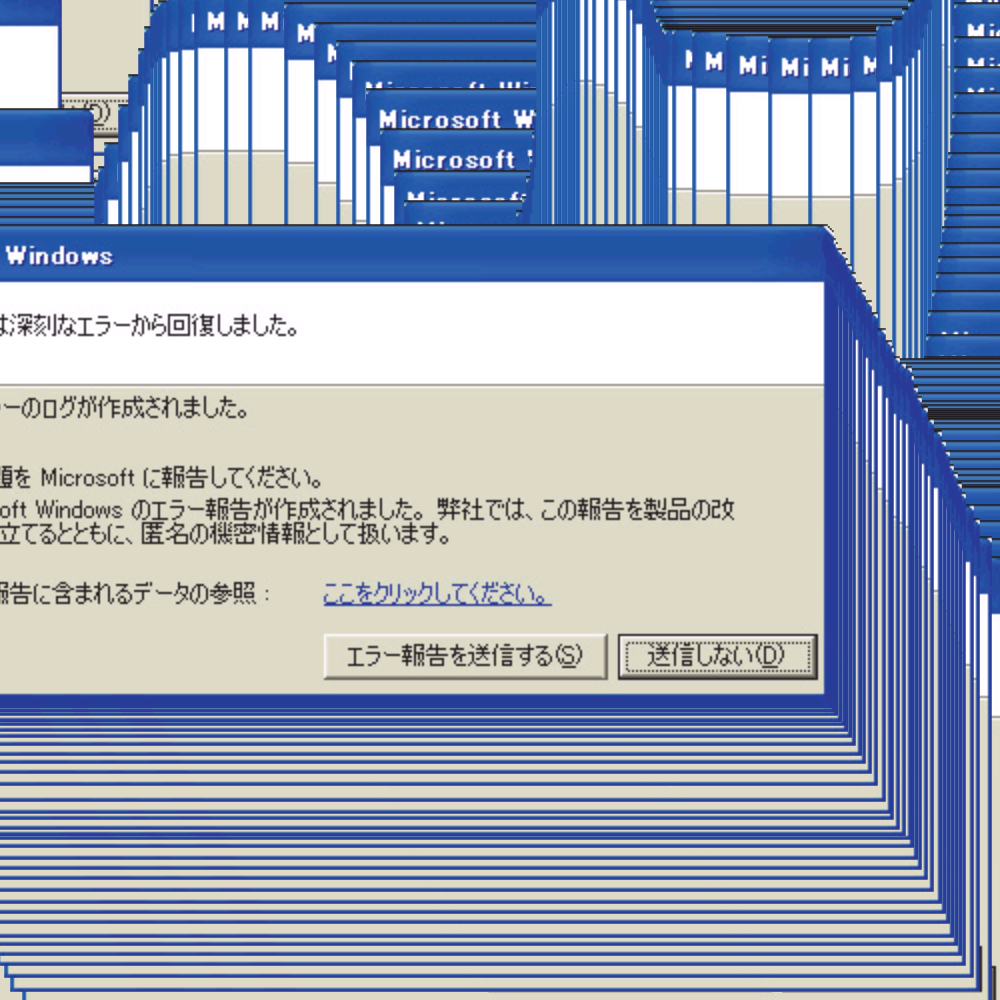 (D)
M M M M
Microsoft W
Microsoft
Microsoft
M M Mi Mi Mi M
Windows
は深刻なエラーから回復しました。
ーのログが作成されました。
題を Microsoft に報告してください。
oft Windows のエラー報告が作成されました。弊社では、この報告を製品の改
立てるとともに、匿名の機密情報として扱います。
報告に含まれるデータの参照：
ここをクリックしてください。
エラー報告を送信する(S)
送信しない(D)